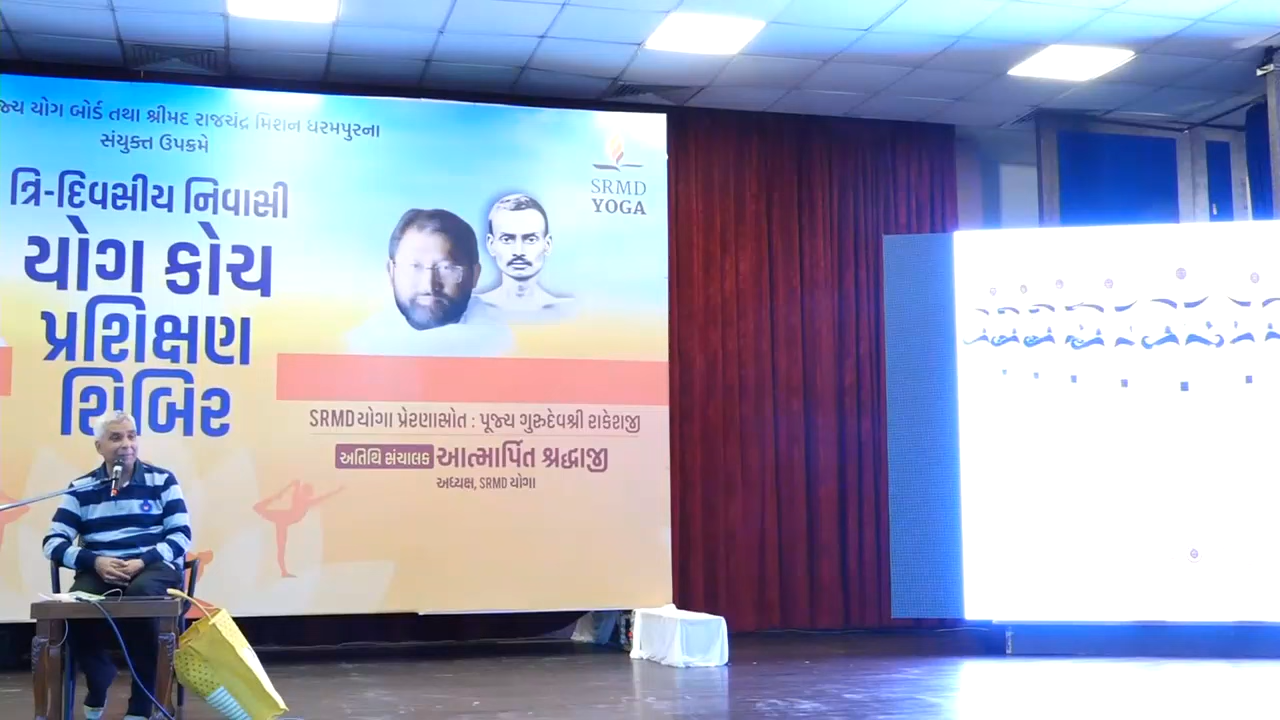 જ્ય યોગ બોર્ડ તથા શ્રીમદ રાજચંદ્ર મિશન ધરમપુરના
સંયુક્ત ઉપક્રમે
ત્રિ-દિવસીય નિવાસી
યોગ કોચ
પ્રશિક્ષણ
શિબિર
SRMD
YOGA
SRMD યોગા પ્રેરણાસ્રોત : પૂજ્ય ગુરુદેવશ્રી રાકેશજી
અતિથિ સંચાલક આત્માર્પિત શ્રદ્ધાજી
અધ્યક્ષ, SRMD યોગા